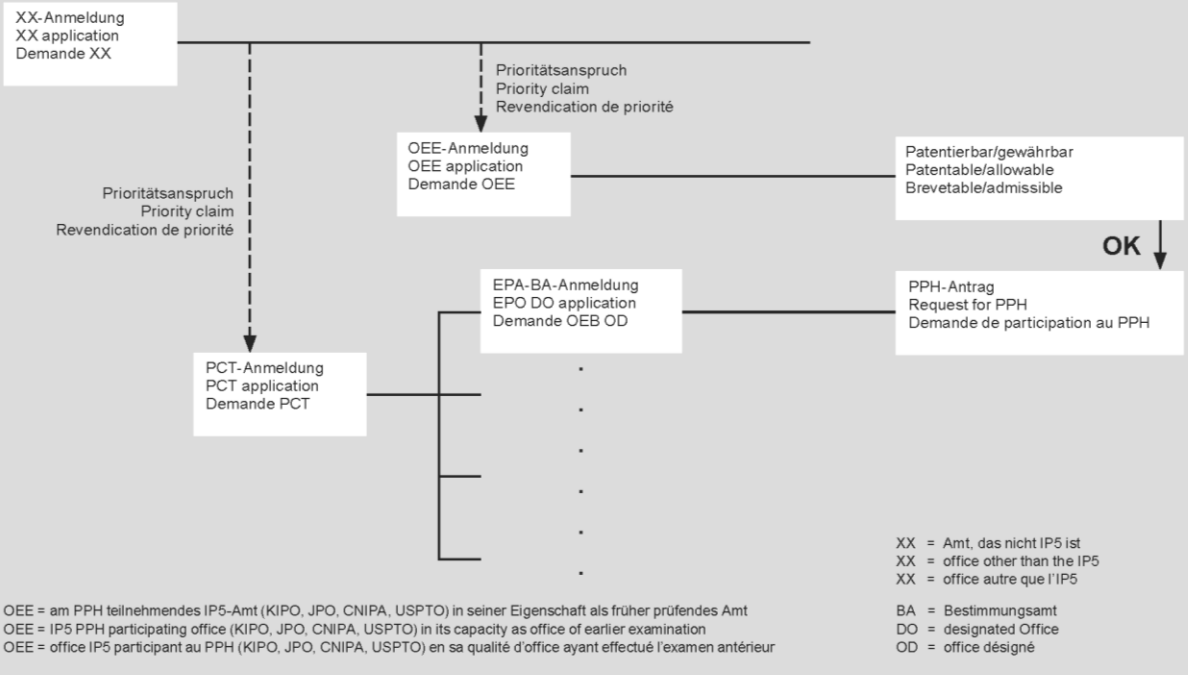 XX-Anmeldung
XX application
Demande XX
Prioritätsanspruch
Priority claim
Revendication de priorité
OEE-Anmeldung
OEE application
Demande OEE
Patentierbar/gewährbar
Patentable/allowable
Brevetable/admissible
Prioritätsanspruch
Priority claim
Revendication de priorité
OK
EPA-BA-Anmeldung
EPO DO application
Demande OEB OD
PPH-Antrag
Request for PPH
Demande de participation au PPH
PCT-Anmeldung
PCT application
Demande PCT
XX = Amt, das nicht IP5 ist
XX = office other than the IP5
XX = office autre que l'IP5
OEE = am PPH teilnehmendes IP5-Amt (KIPO, JPO, CNIPA, USPTO) in seiner Eigenschaft als früher prüfendes Amt
OEE = IP5 PPH participating office (KIPO, JPO, CNIPA, USPTO) in its capacity as office of earlier examination
OEE = office IP5 participant au PPH (KIPO, JPO, CNIPA, USPTO) en sa qualité d'office ayant effectué l'examen antérieur
BA = Bestimmungsamt
DO = designated Office
OD = office désigné